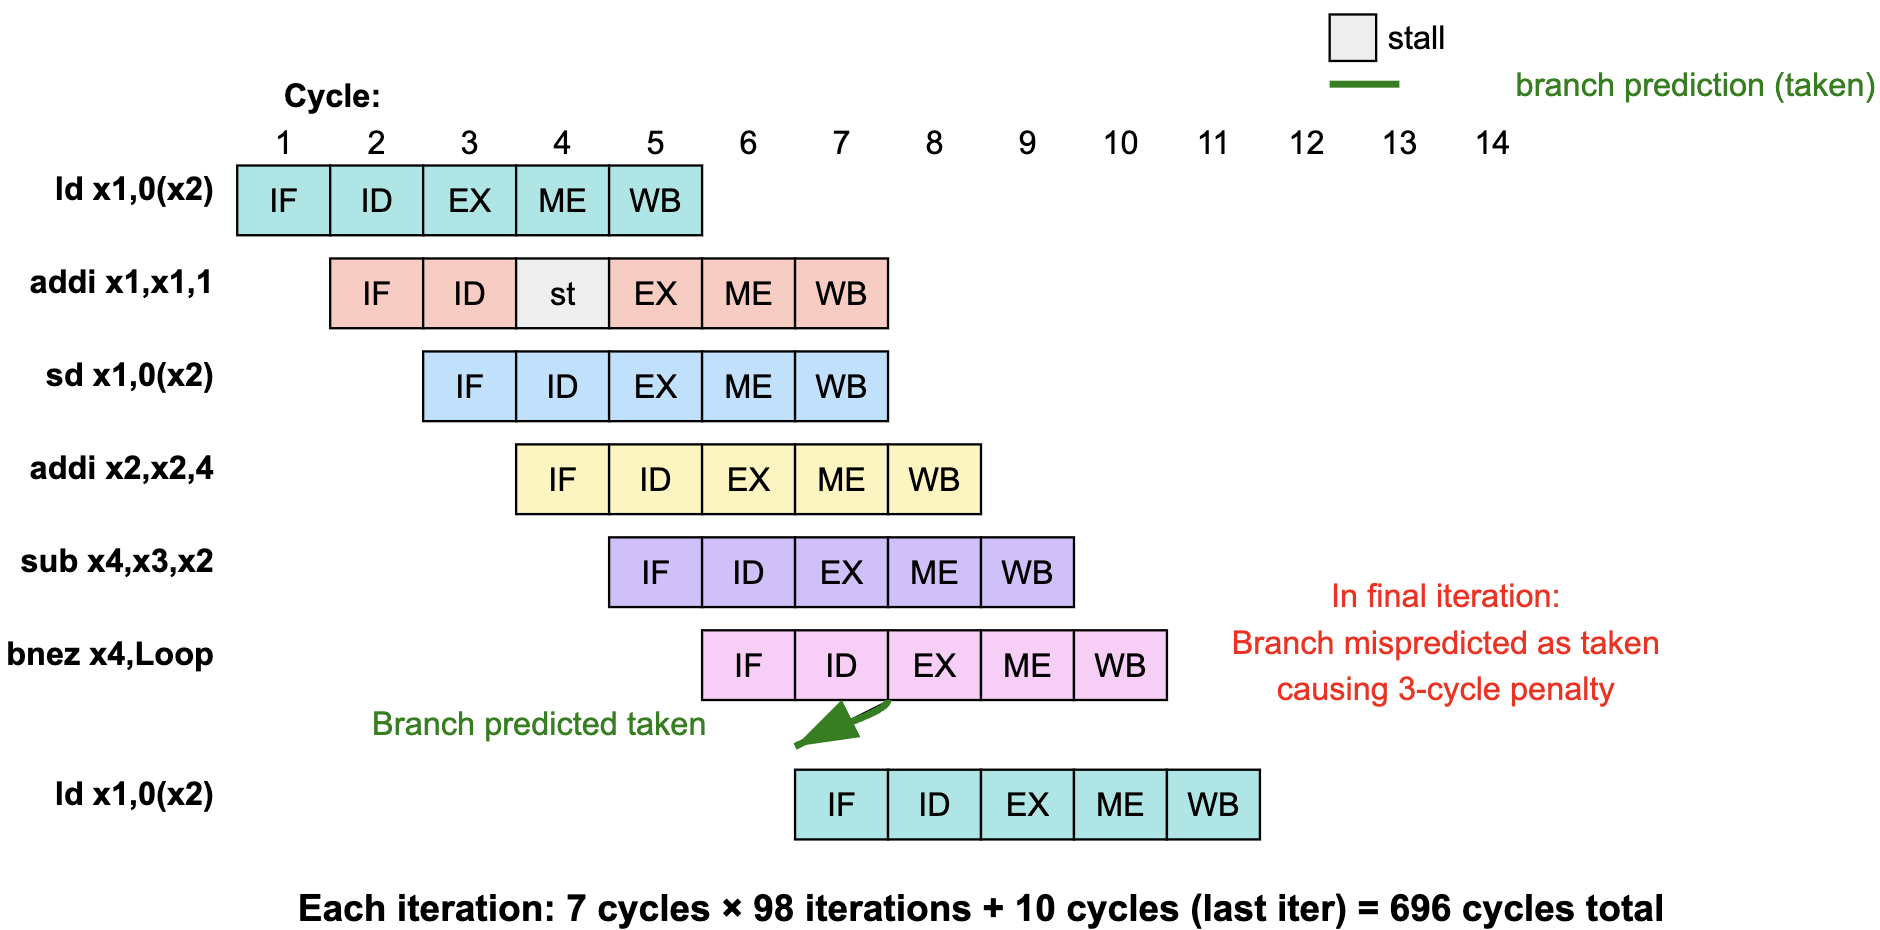 stall
branch prediction (taken)
Cycle:
1 2 3 4 5 6 7 8 9 10 11 12 13 14
ld x1,0(x2) IF ID EX ME WB
addi x1,x1,1 IF ID st EX ME WB
sd x1,0(x2) IF ID EX ME WB
addi x2,x2,4 IF ID EX ME WB
sub x4,x3,x2 IF ID EX ME WB
In final iteration:
Branch mispredicted as taken
causing 3-cycle penalty
bnez x4,Loop IF ID EX ME WB
Branch predicted taken
ld x1,0(x2) IF ID EX ME WB
Each iteration: 7 cycles × 98 iterations + 10 cycles (last iter) = 696 cycles total